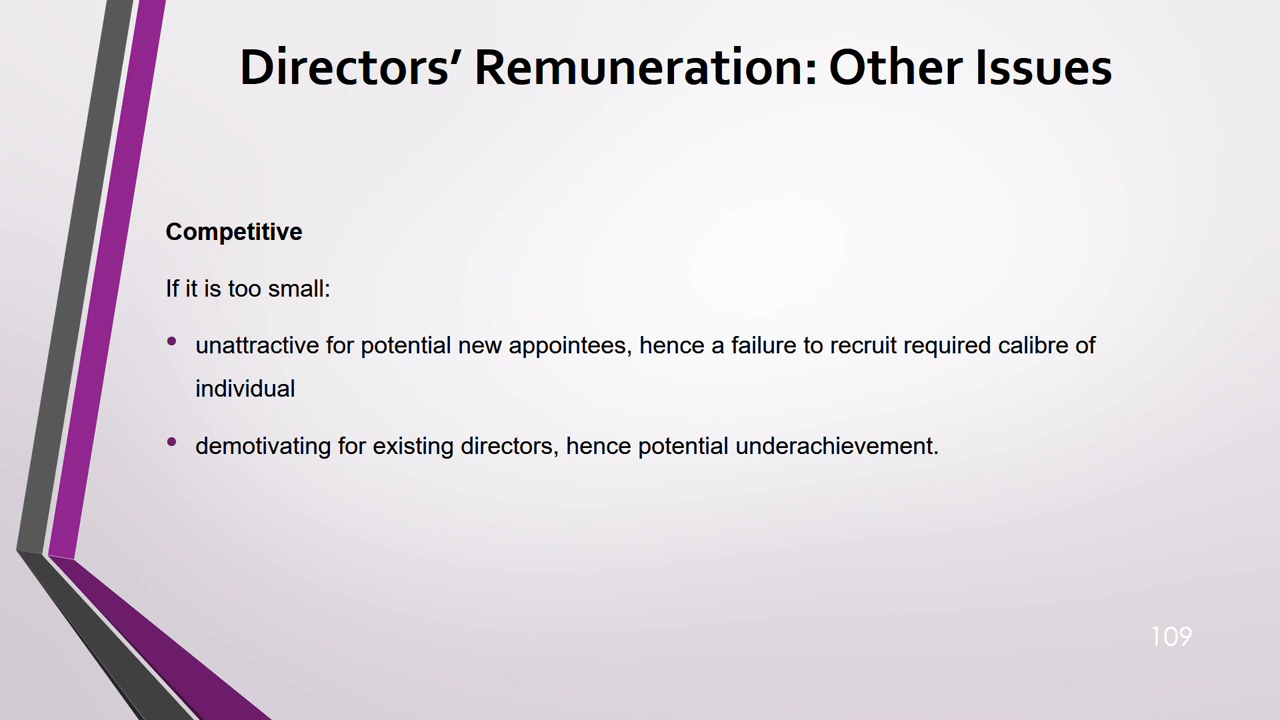 Directors’ Remuneration: Other Issues
Competitive
If it is too small:
• unattractive for potential new appointees, hence a failure to recruit required calibre of
individual
• demotivating for existing directors, hence potential underachievement.
109